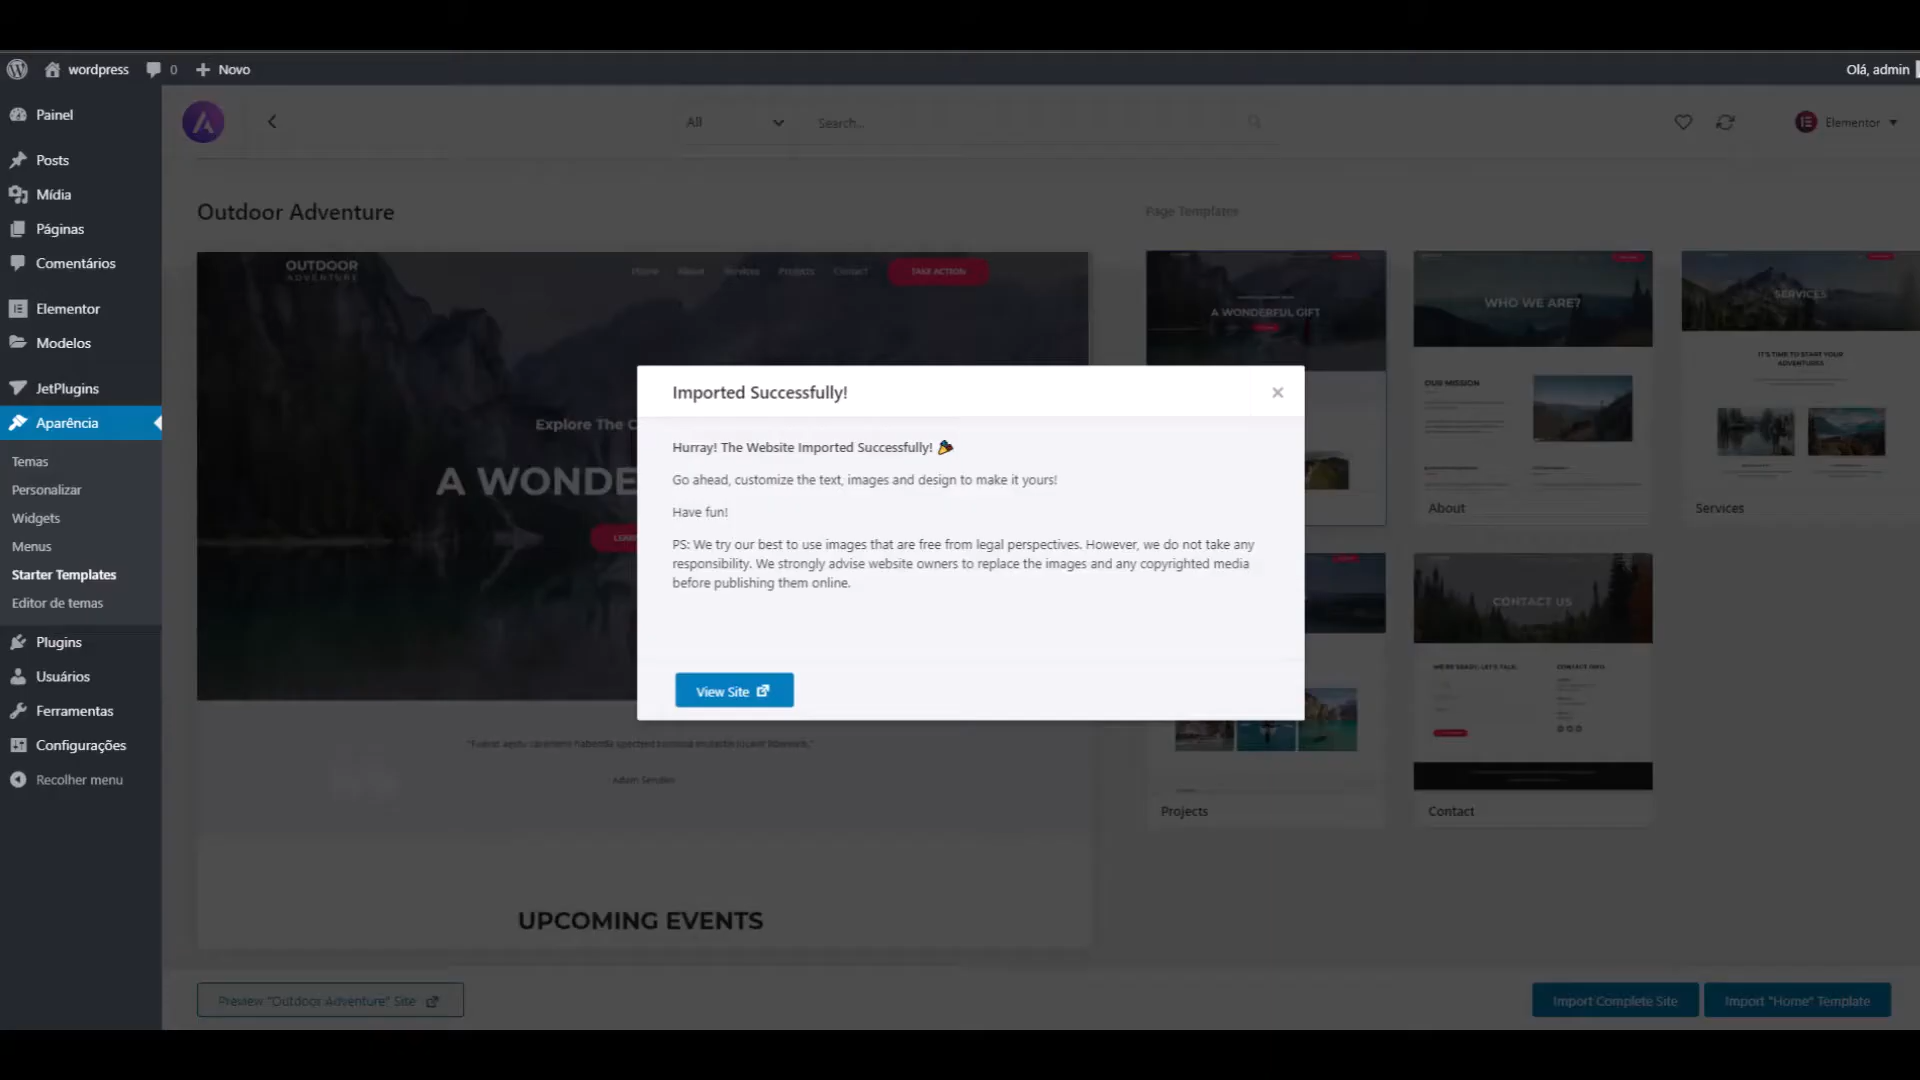 wordpress 0 Novo
Olá, admin
Painel
Posts
Mídia
Páginas
Comentários
Elementor
Modelos
JetPlugins
Aparência
Temas
Personalizar
Widgets
Menus
Starter Templates
Editor de temas
Plugins
Usuários
Ferramentas
Configurações
Recolher menu
All
Search...
Elementor
Outdoor Adventure
OUTDOOR
ADVENTURE
Home About Services Projects Contact TAKE ACTION
Explore The
A WONDE
LEAR
Adam Sendler
UPCOMING EVENTS
Preview "Outdoor Adventure" Site
Imported Successfully!
Hurray! The Website Imported Successfully!
Go ahead, customize the text, images and design to make it yours!
Have fun!
PS: We try our best to use images that are free from legal perspectives. However, we do not take any
responsibility. We strongly advise website owners to replace the images and any copyrighted media
before publishing them online.
View Site
Page Templates
A WONDERFUL GIFT
WHO WE ARE?
OUR MISSION
About
SERVICES
IT'S TIME TO START YOUR
ADVENTURES
Services
Projects
CONTACT US
WE'RE READY, LET'S TALK.
CONTACT INFO
Contact
Import Complete Site
Import "Home" Template